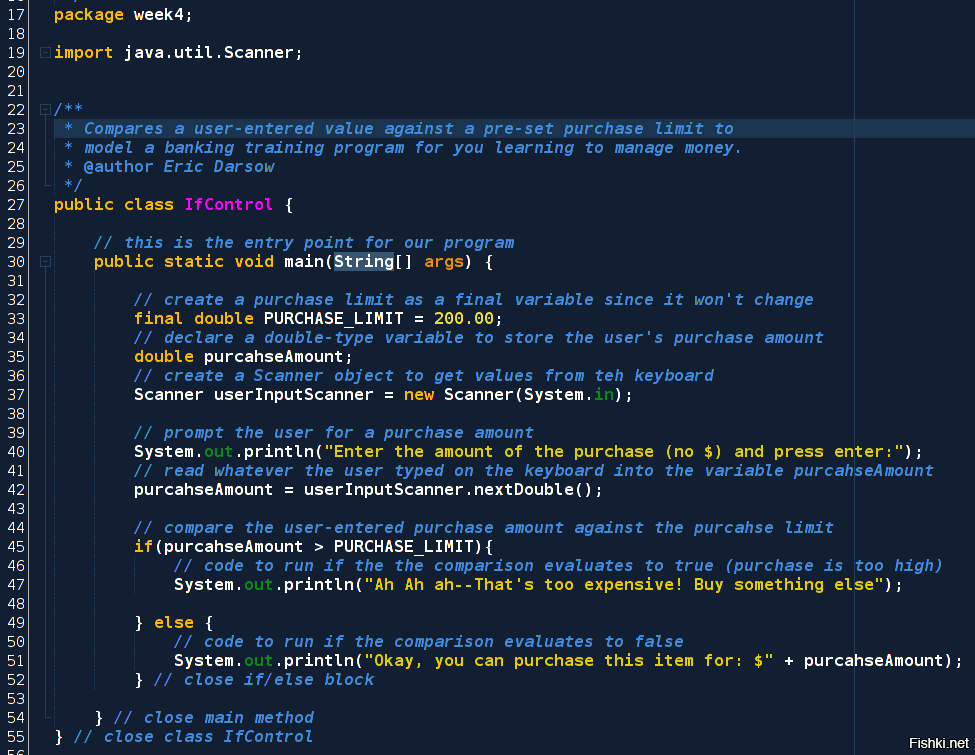 17 package week4;
18
19 import java.util.Scanner;
20
21
22 /**
23  * Compares a user-entered value against a pre-set purchase limit to
24  * model a banking training program for you learning to manage money.
25  * @author Eric Darsow
26  */
27 public class IfControl {
28
29     // this is the entry point for our program
30     public static void main(String[] args) {
31
32         // create a purchase limit as a final variable since it won't change
33         final double PURCHASE_LIMIT = 200.00;
34         // declare a double-type variable to store the user's purchase amount
35         double purcahseAmount;
36         // create a Scanner object to get values from teh keyboard
37         Scanner userInputScanner = new Scanner(System.in);
38
39         // prompt the user for a purchase amount
40         System.out.println("Enter the amount of the purchase (no $) and press enter:");
41         // read whatever the user typed on the keyboard into the variable purcahseAmount
42         purcahseAmount = userInputScanner.nextDouble();
43
44         // compare the user-entered purchase amount against the purcahse limit
45         if(purcahseAmount > PURCHASE_LIMIT){
46             // code to run if the the comparison evaluates to true (purchase is too high)
47             System.out.println("Ah Ah ah--That's too expensive! Buy something else");
48
49         } else {
50             // code to run if the comparison evaluates to false
51             System.out.println("Okay, you can purchase this item for: $" + purcahseAmount);
52         } // close if/else block
53
54     } // close main method
55 } // close class IfControl
Fishki.net